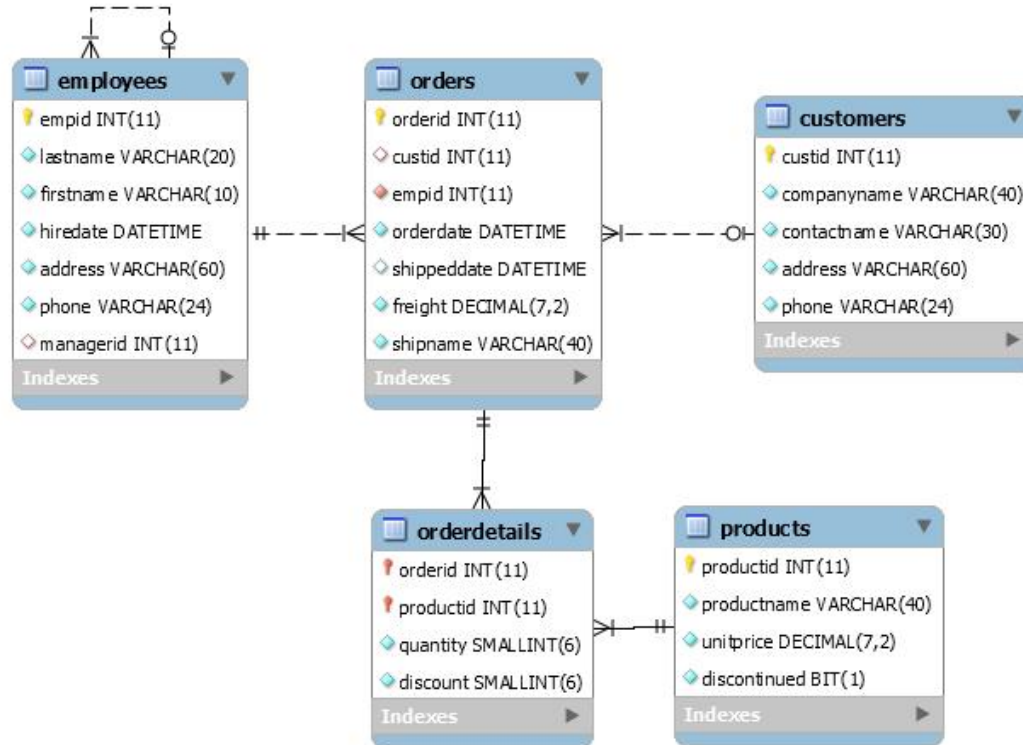 employees
empid INT(11)
lastname VARCHAR(20)
firstname VARCHAR(10)
hiredate DATETIME
address VARCHAR(60)
phone VARCHAR(24)
managerid INT(11)
Indexes
orders
orderid INT(11)
custid INT(11)
empid INT(11)
orderdate DATETIME
shippeddate DATETIME
freight DECIMAL(7,2)
shipname VARCHAR(40)
Indexes
customers
custid INT(11)
companyname VARCHAR(40)
contactname VARCHAR(30)
address VARCHAR(60)
phone VARCHAR(24)
Indexes
orderdetails
orderid INT(11)
productid INT(11)
quantity SMALLINT(6)
discount SMALLINT(6)
Indexes
products
productid INT(11)
productname VARCHAR(40)
unitprice DECIMAL(7,2)
discontinued BIT(1)
Indexes